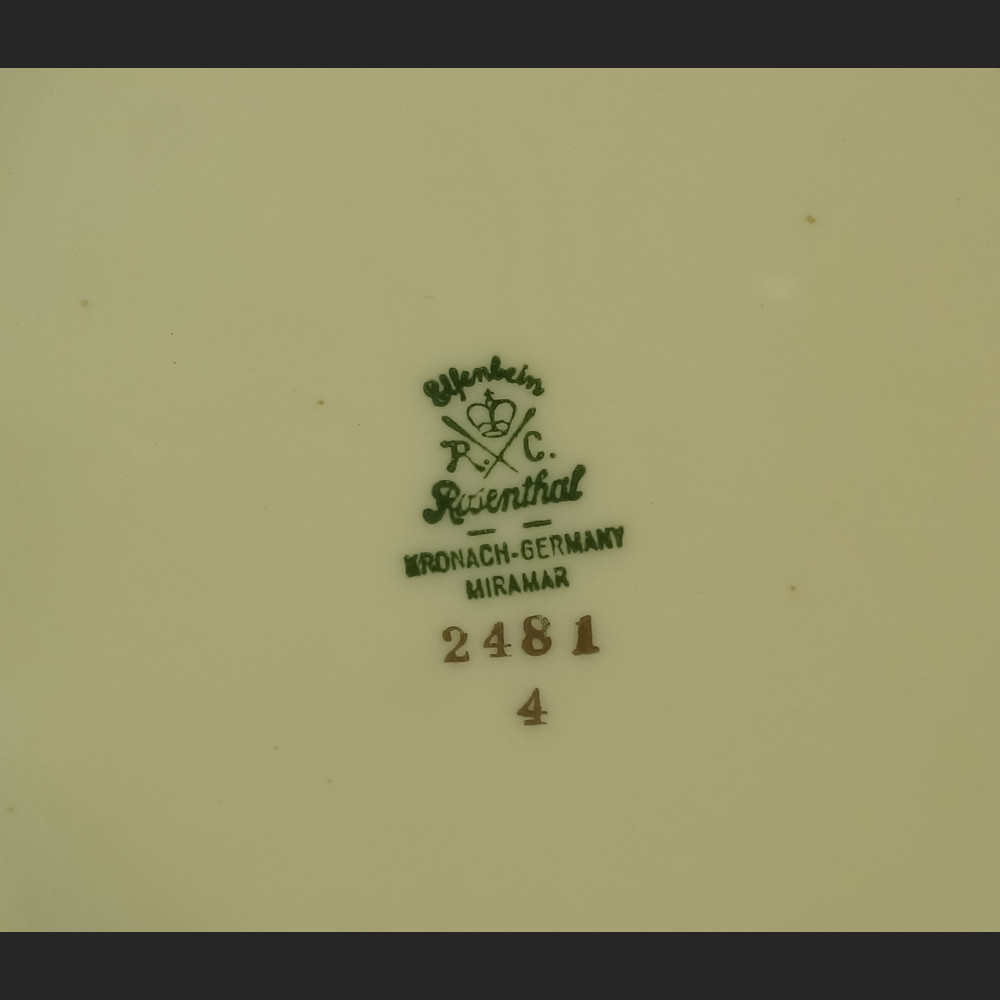 Elfenbein
R. C.
Rosenthal
KRONACH-GERMANY
MIRAMAR
2481
4